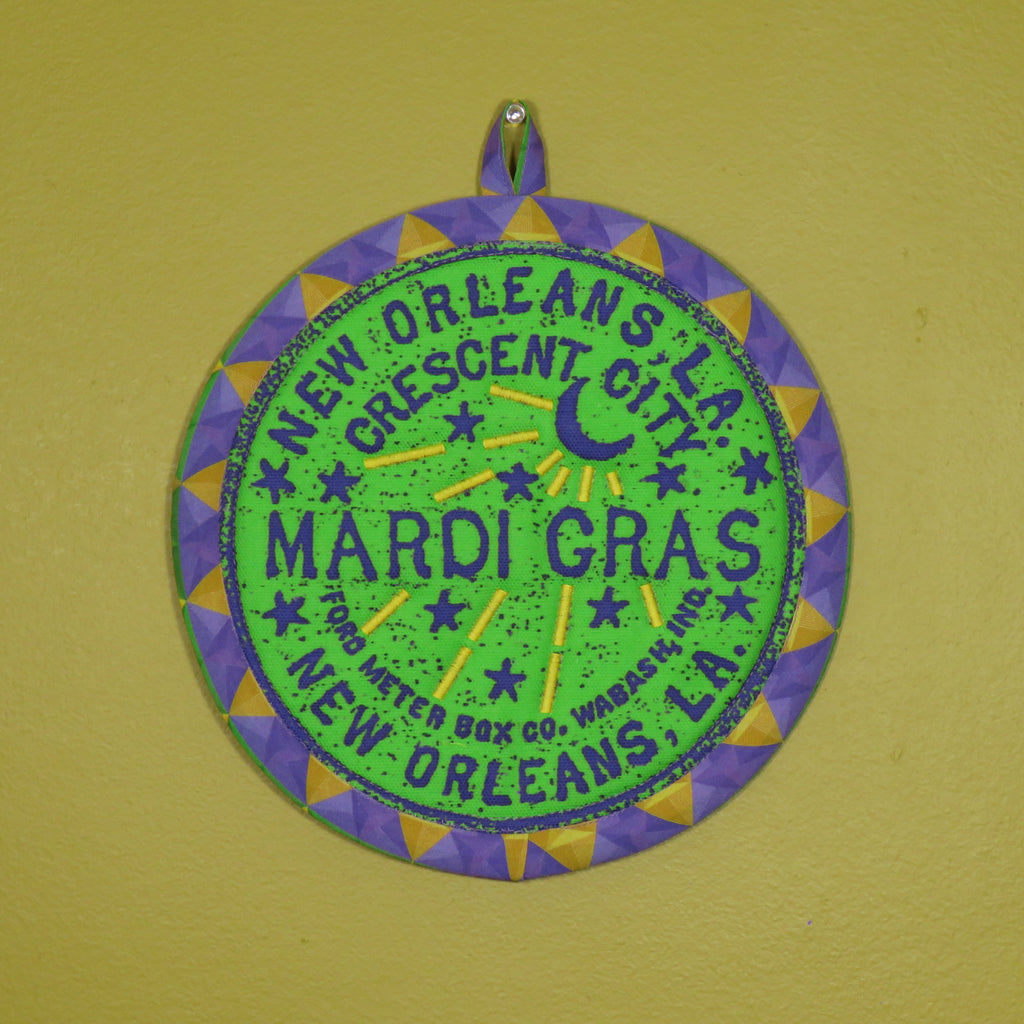 NEW ORLEANS, LA.
CRESCENT CITY
MARDI GRAS
FORD METER BOX CO. WABASH, IND.
NEW ORLEANS, LA.